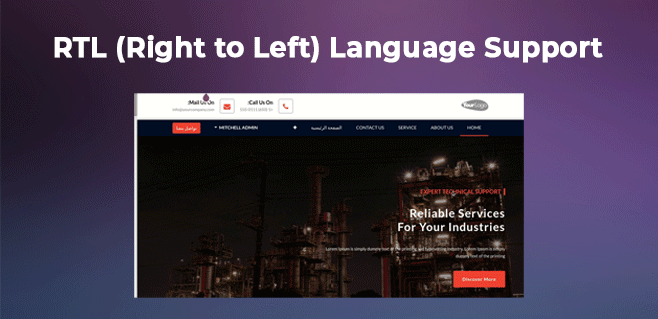 RTL (Right to Left) Language Support
:Mail Us On
info@yourcompany.com
:Call Us On
YourLogo
تواصل معنا
MITCHELL ADMIN
الصفحة الرئيسية
CONTACT US
SERVICE
ABOUT US
HOME
EXPERT TECHNICAL SUPPORT
Reliable Services
For Your Industries
Lorem Ipsum is simply dummy text of the printing and typesetting industry. Lorem Ipsum is simply
dummy text of the printing
Discover More